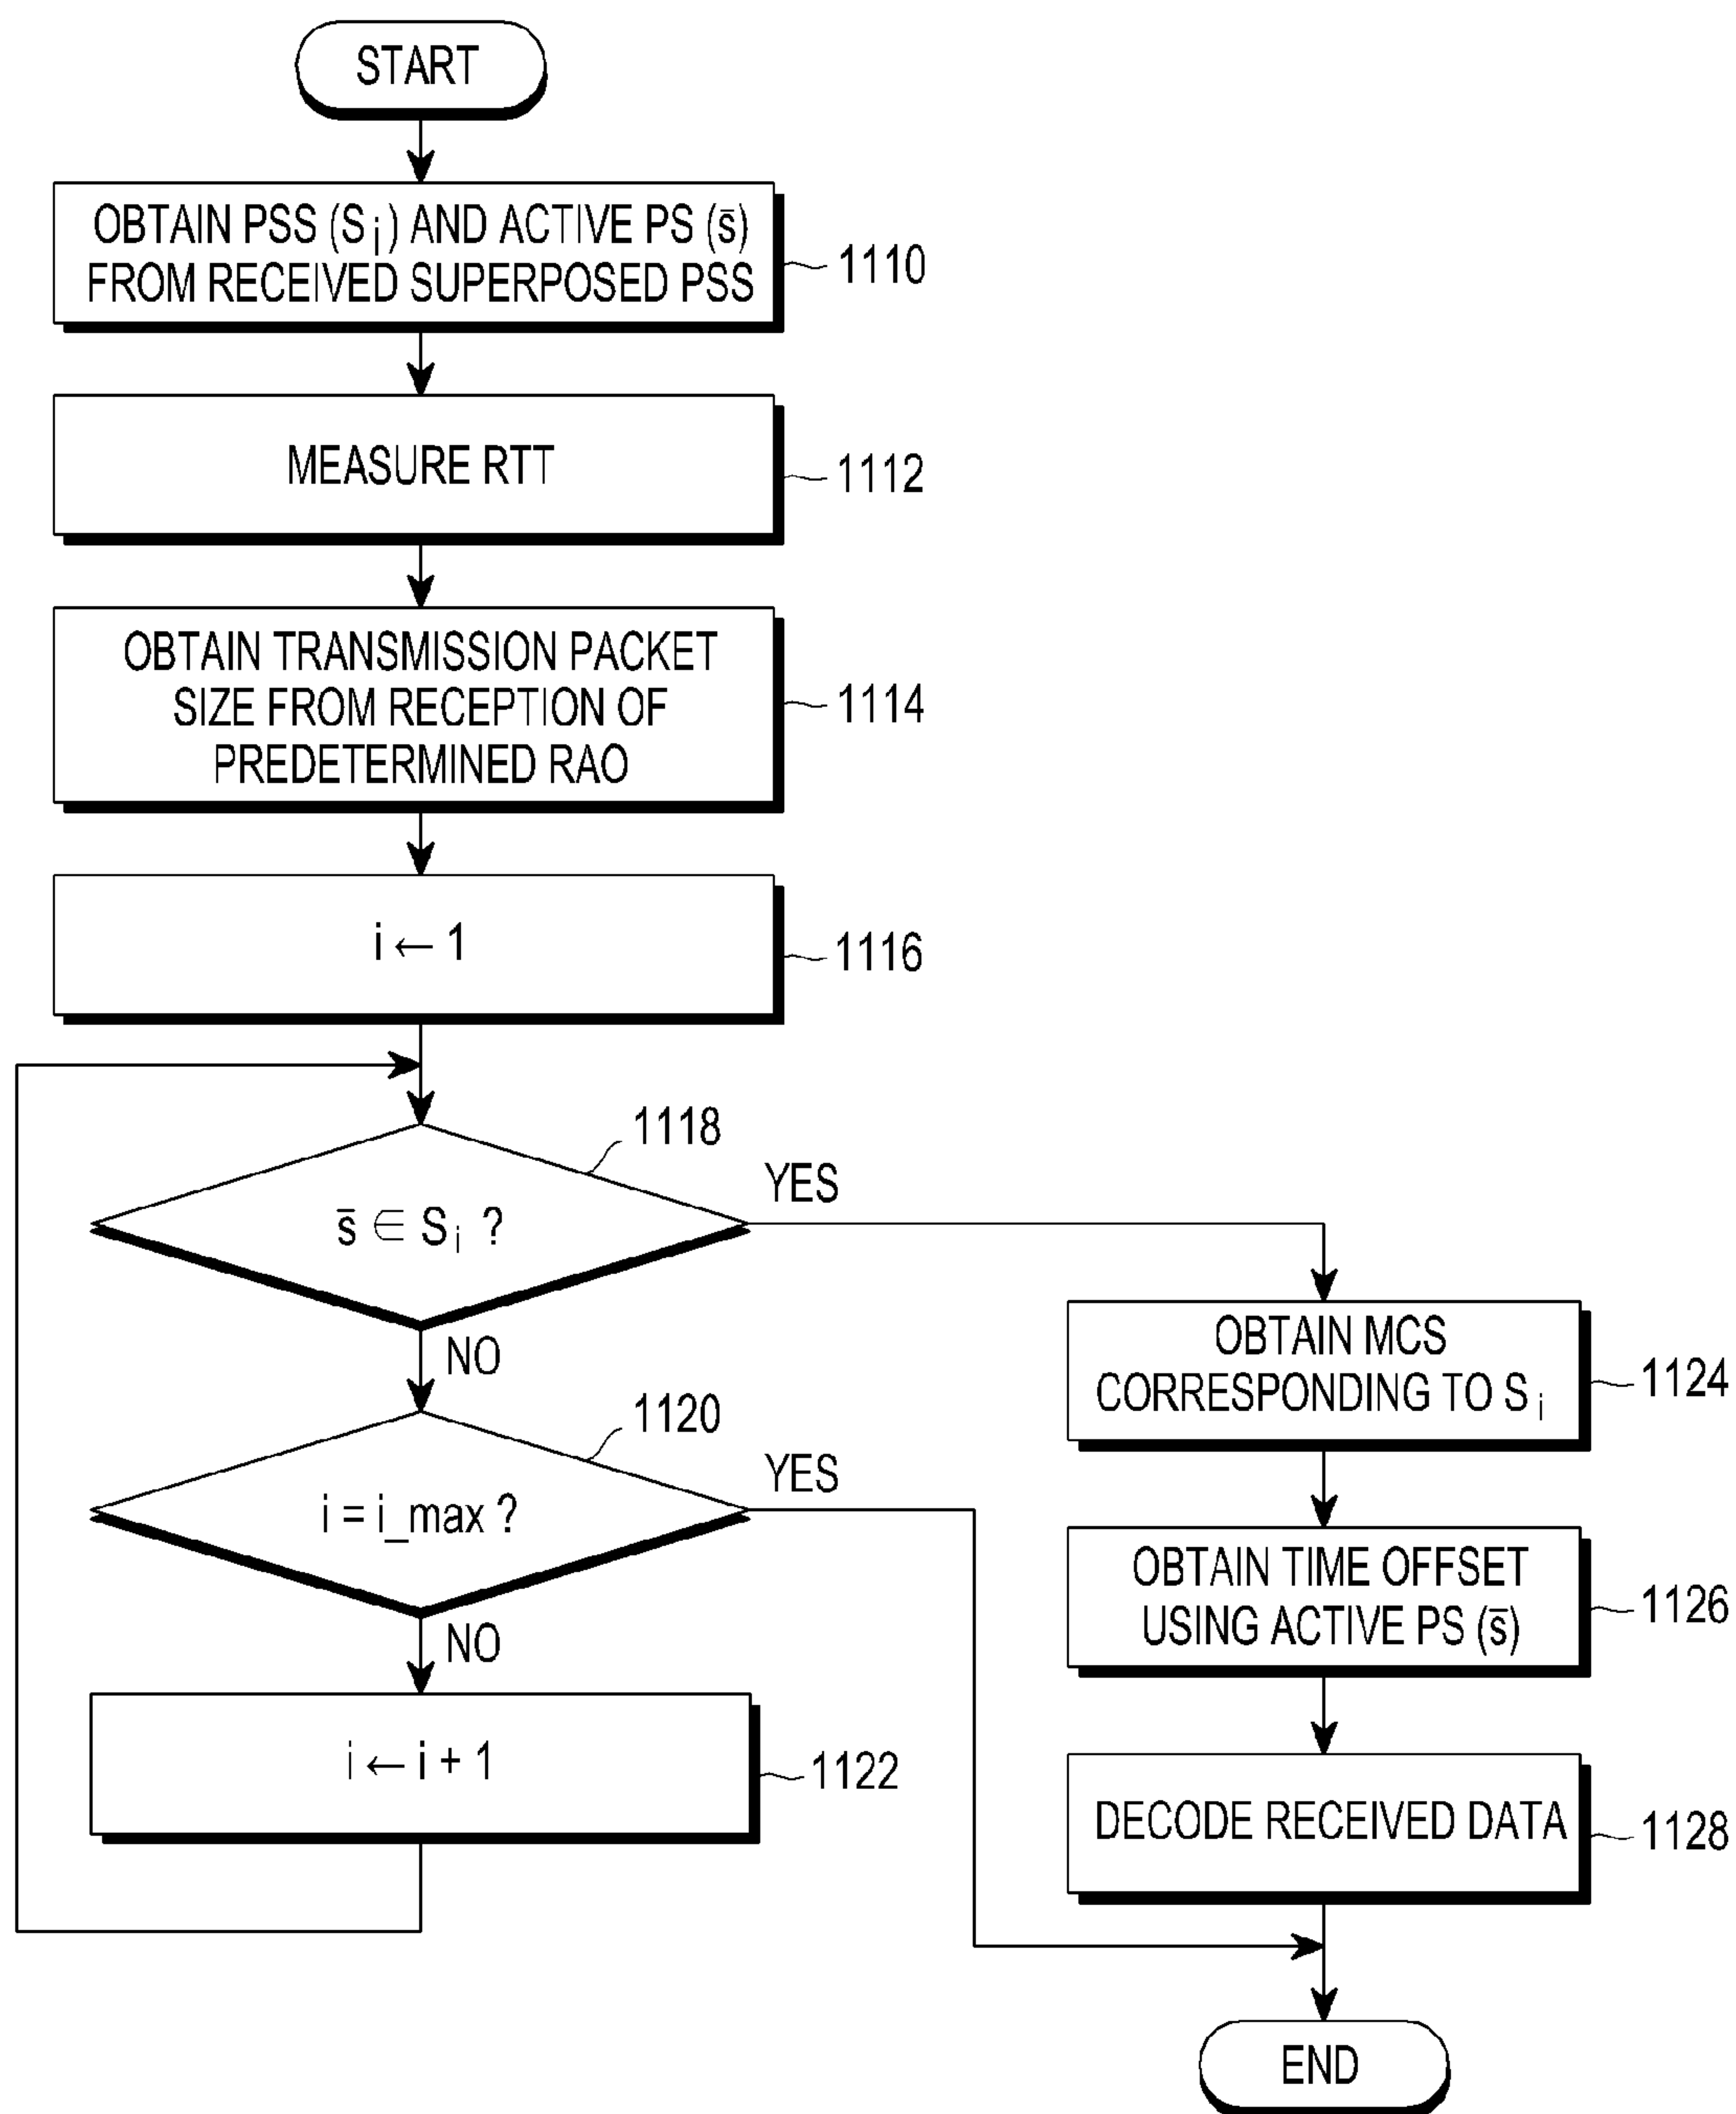 START
OBTAIN PSS (S i) AND ACTIVE PS (s̄)
FROM RECEIVED SUPERPOSED PSS
1110
MEASURE RTT
1112
OBTAIN TRANSMISSION PACKET
SIZE FROM RECEPTION OF
PREDETERMINED RAO
1114
i ← 1
1116
1118
s̄ ∈ S i ?
YES
NO
1120
i = i_max ?
YES
NO
i ← i + 1
1122
OBTAIN MCS
CORRESPONDING TO S i
1124
OBTAIN TIME OFFSET
USING ACTIVE PS (s̄)
1126
DECODE RECEIVED DATA
1128
END